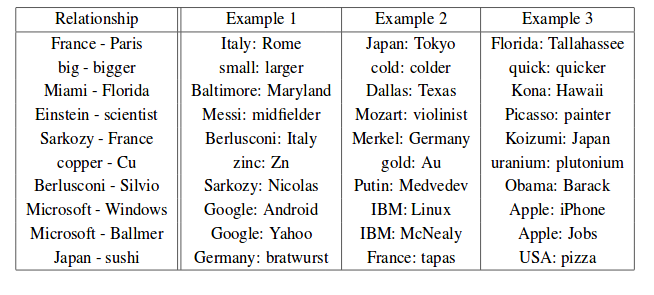 Relationship Example 1 Example 2 Example 3
France - Paris Italy: Rome Japan: Tokyo Florida: Tallahassee
big - bigger small: larger cold: colder quick: quicker
Miami - Florida Baltimore: Maryland Dallas: Texas Kona: Hawaii
Einstein - scientist Messi: midfielder Mozart: violinist Picasso: painter
Sarkozy - France Berlusconi: Italy Merkel: Germany Koizumi: Japan
copper - Cu zinc: Zn gold: Au uranium: plutonium
Berlusconi - Silvio Sarkozy: Nicolas Putin: Medvedev Obama: Barack
Microsoft - Windows Google: Android IBM: Linux Apple: iPhone
Microsoft - Ballmer Google: Yahoo IBM: McNealy Apple: Jobs
Japan - sushi Germany: bratwurst France: tapas USA: pizza